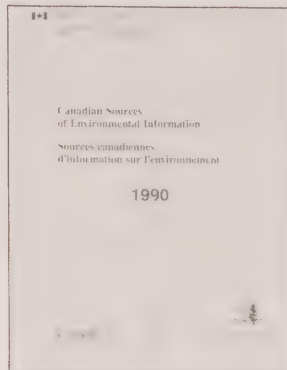 Canadian Sources
of Environmental Information
Sources canadiennes
d'information sur l'environnement
1990